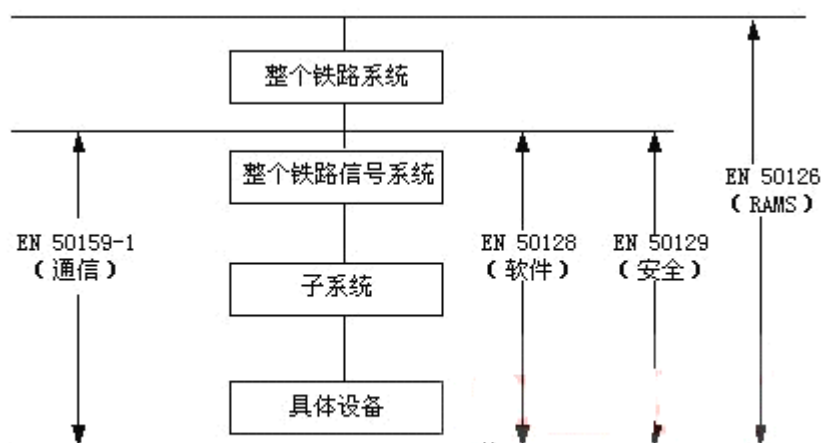 整个铁路系统
整个铁路信号系统
EN 50126
（RAMS）
EN 50159-1
（通信）
EN 50128
（软件）
EN 50129
（安全）
子系统
具体设备